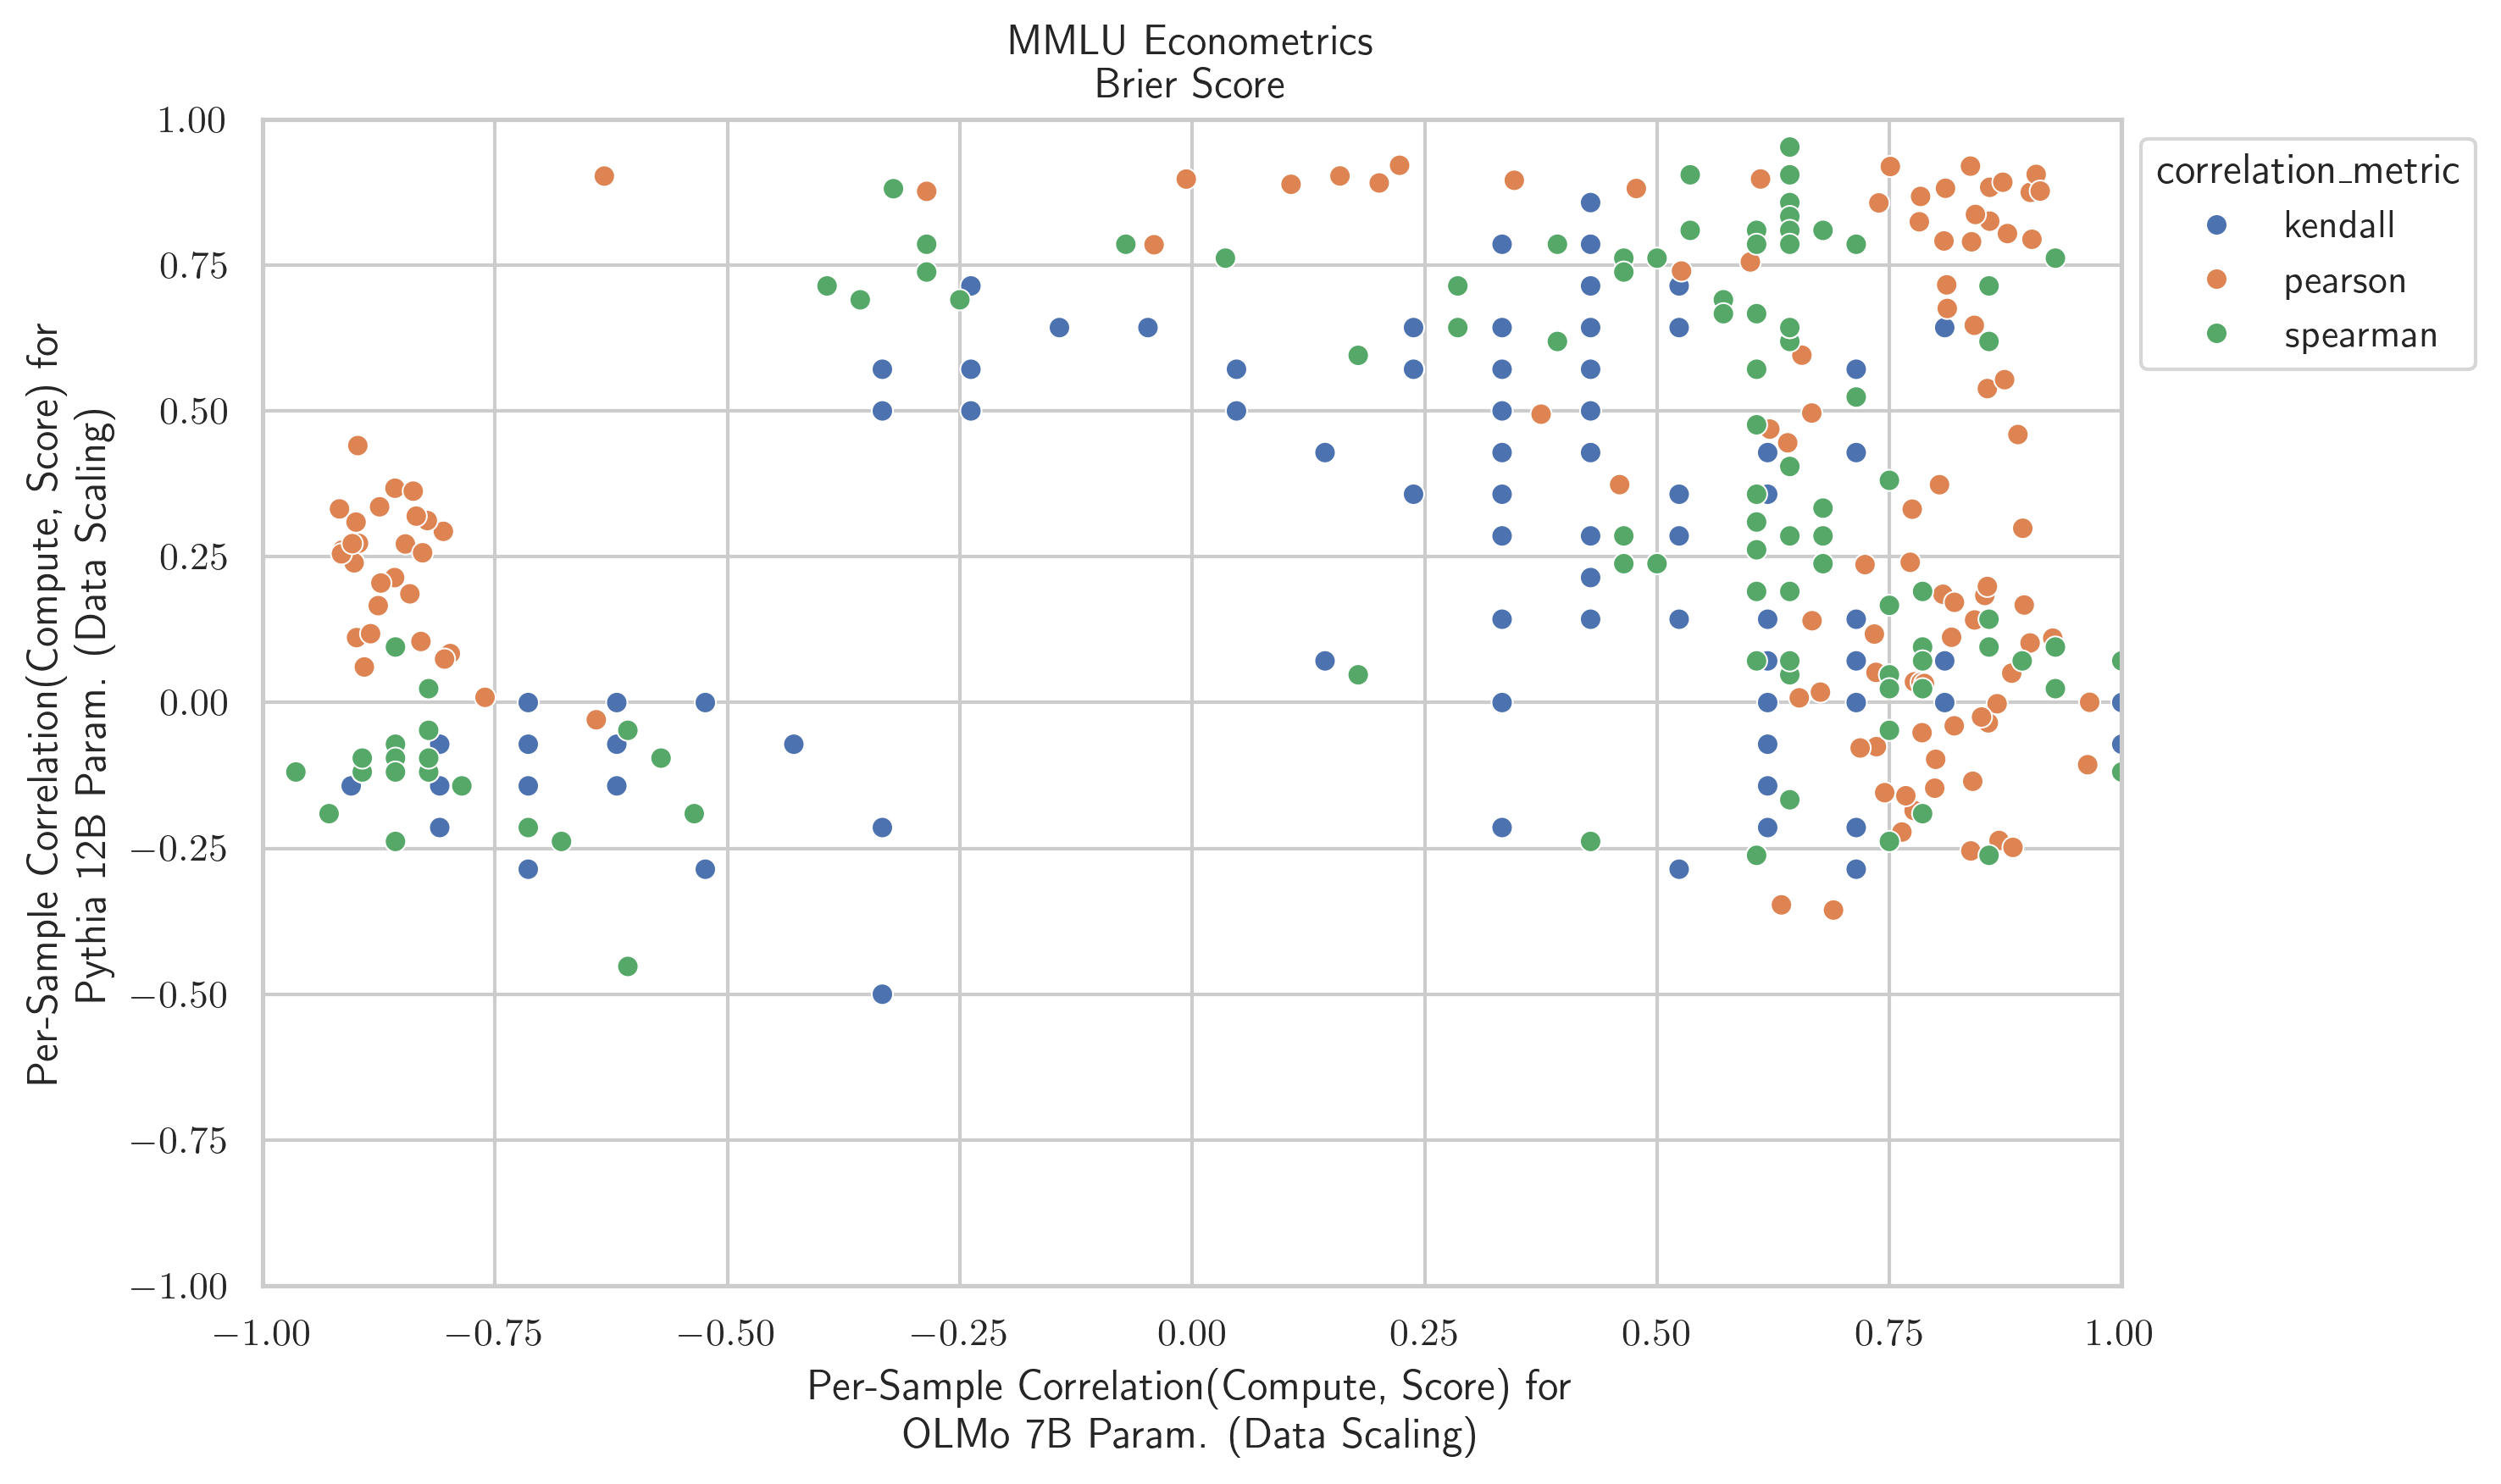 MMLU Econometrics
Brier Score
Per-Sample Correlation(Compute, Score) for
Pythia 12B Param. (Data Scaling)
1.00
0.75
0.50
0.25
0.00
−0.25
−0.50
−0.75
−1.00
−1.00 −0.75 −0.50 −0.25 0.00 0.25 0.50 0.75 1.00
Per-Sample Correlation(Compute, Score) for
OLMo 7B Param. (Data Scaling)
correlation_metric
kendall
pearson
spearman